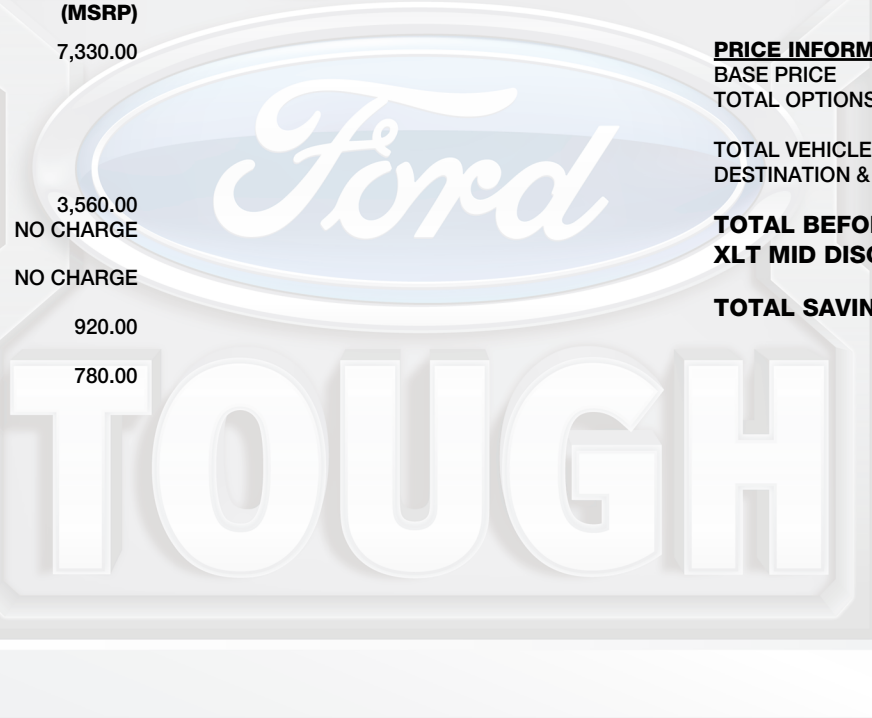 (MSRP)
7,330.00
3,560.00
NO CHARGE
NO CHARGE
920.00
780.00
PRICE INFORM
BASE PRICE
TOTAL OPTIONS
TOTAL VEHICLE
DESTINATION &
TOTAL BEFO
XLT MID DISC
TOTAL SAVIN
Ford
TOUGH